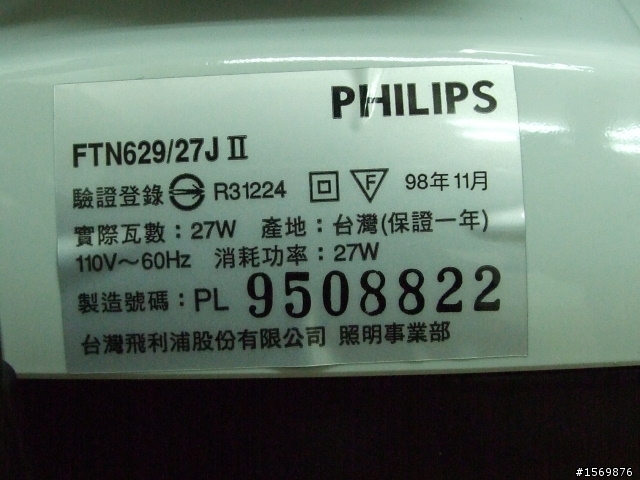 PHILIPS
FTN629/27J II
驗證登錄 R31224 F 98年11月
實際瓦數：27W 產地：台灣(保證一年)
110V～60Hz 消耗功率：27W
製造號碼：PL 9508822
台灣飛利浦股份有限公司 照明事業部
#1569876